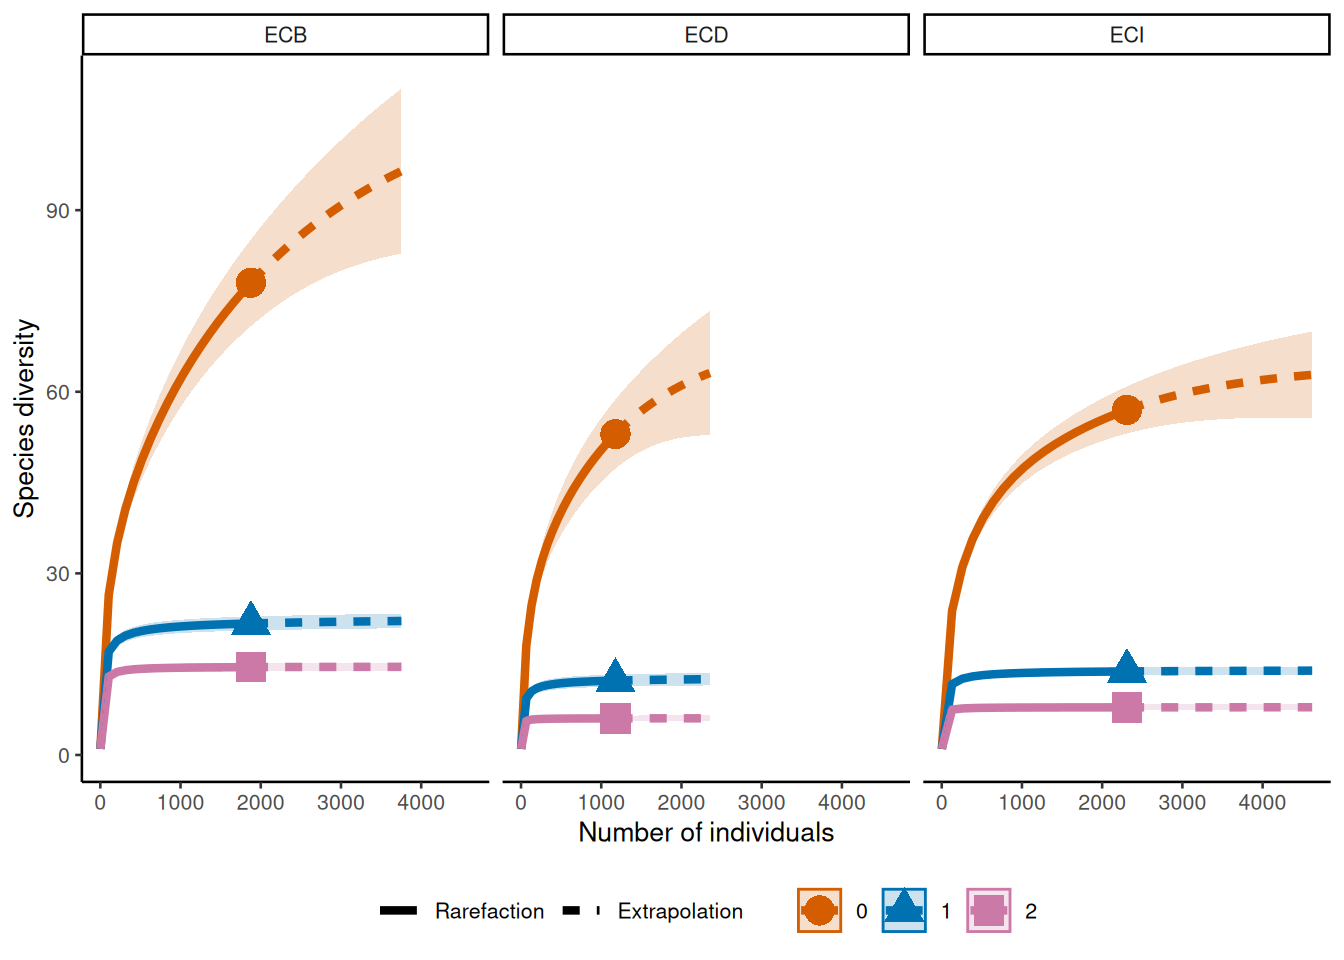 ECB ECD ECI
Species diversity
90
60
30
0
0 1000 2000 3000 4000 0 1000 2000 3000 4000 0 1000 2000 3000 4000
Number of individuals
Rarefaction Extrapolation 0 1 2